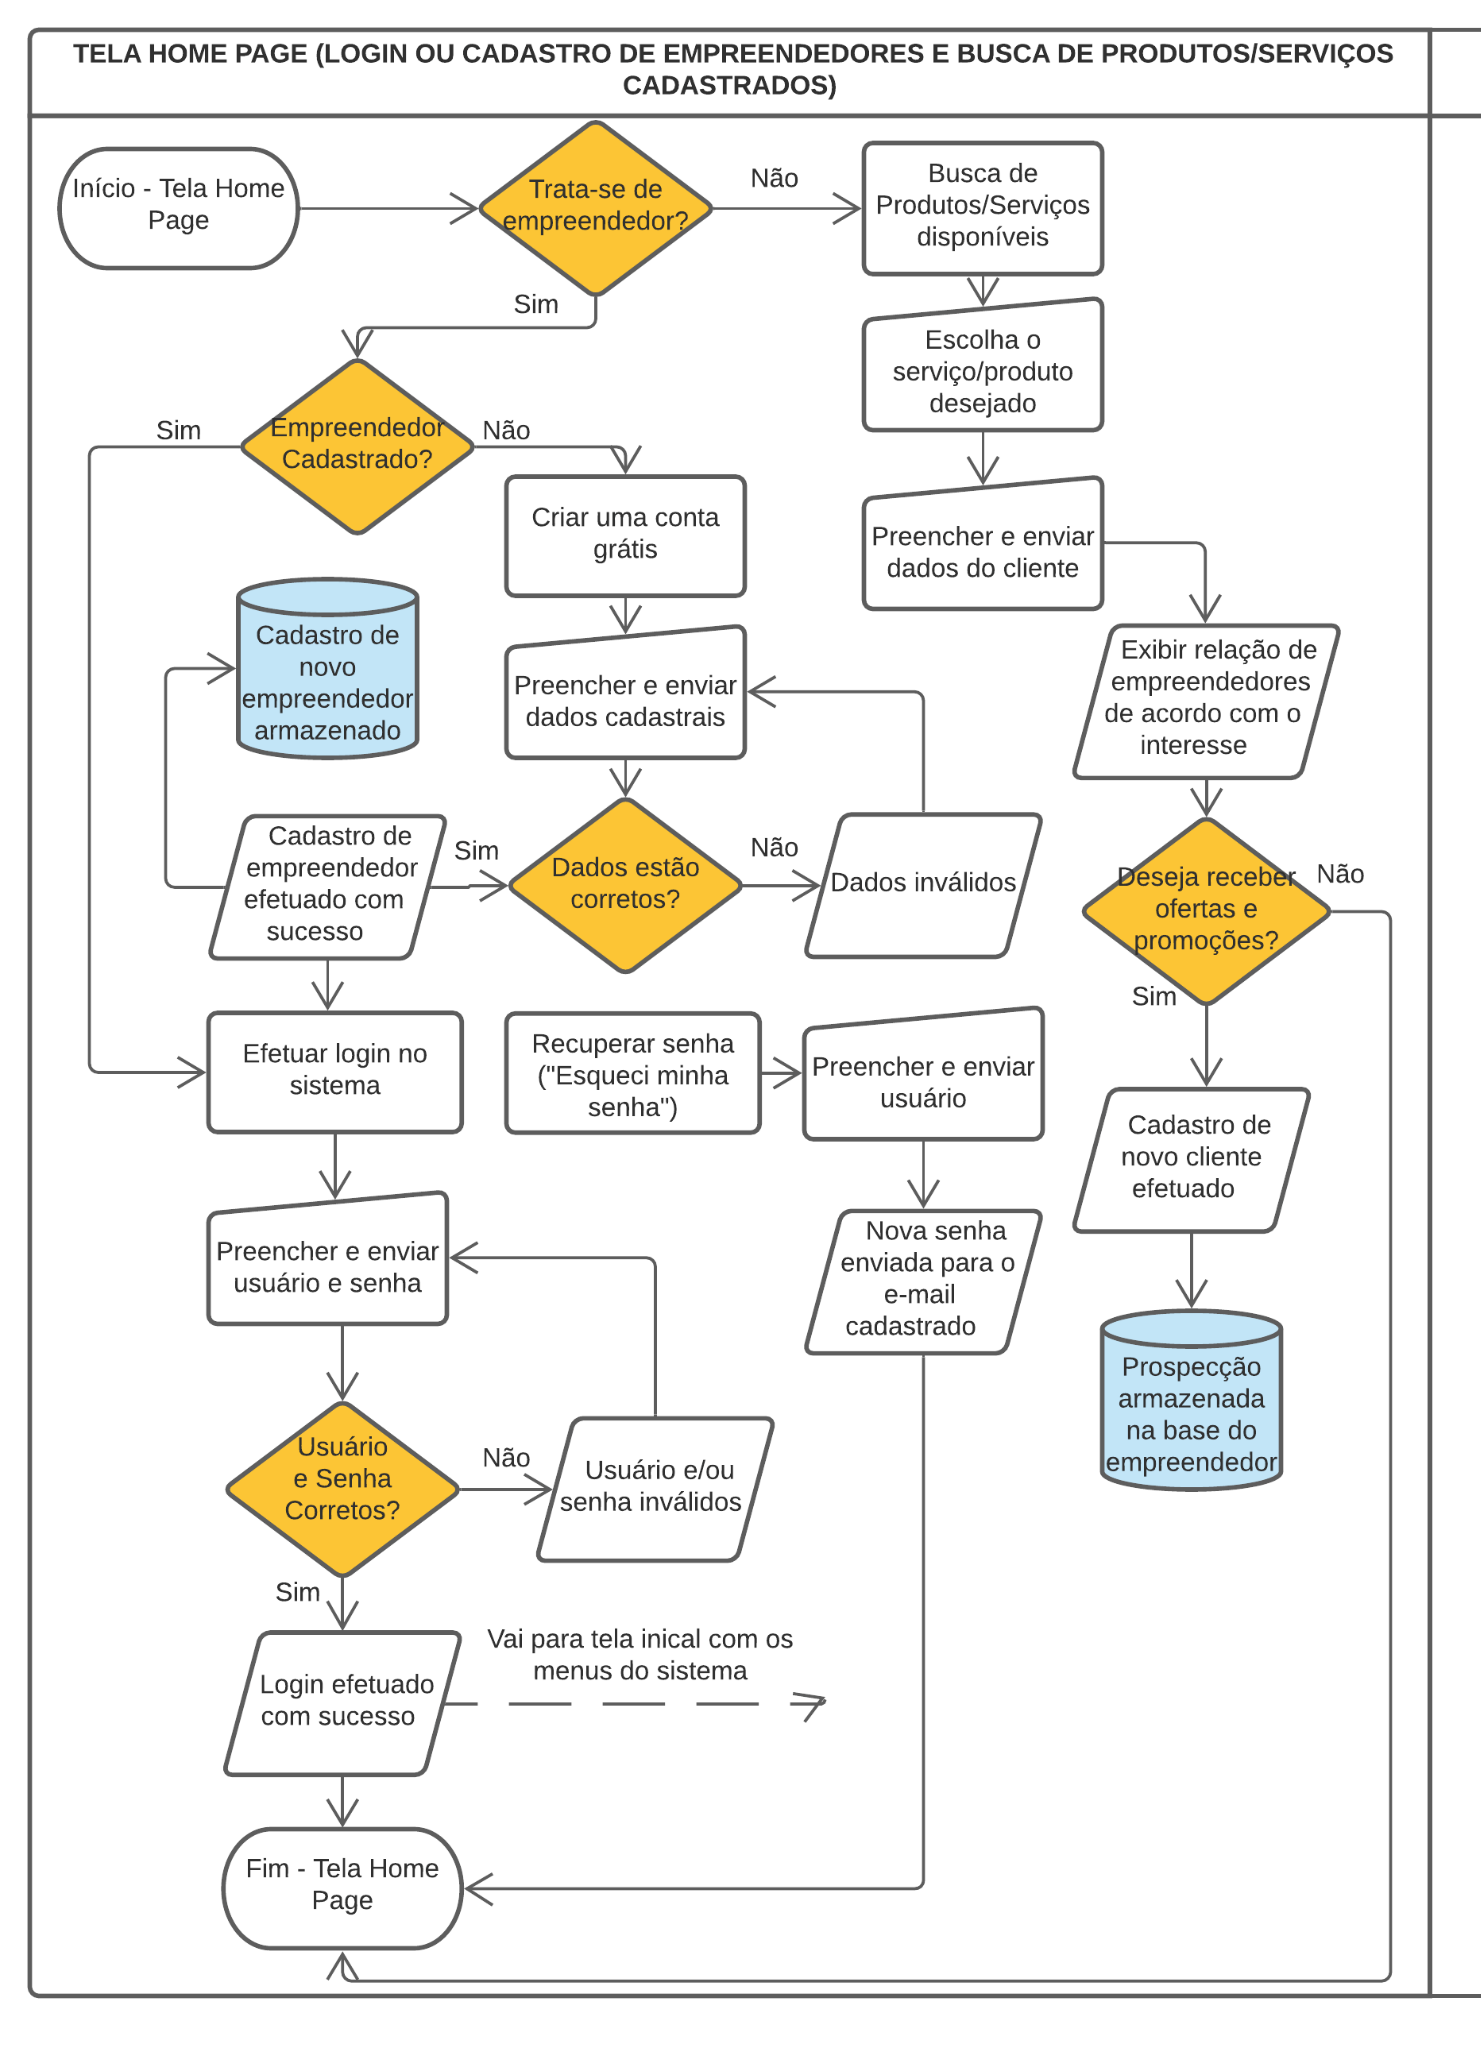 TELA HOME PAGE (LOGIN OU CADASTRO DE EMPREENDEDORES E BUSCA DE PRODUTOS/SERVIÇOS
CADASTRADOS)
Início - Tela Home
Page
Trata-se de
empreendedor?
Não
Busca de
Produtos/Serviços
disponíveis
Sim
Escolha o
serviço/produto
desejado
Sim
Empreendedor
Cadastrado?
Não
Criar uma conta
grátis
Preencher e enviar
dados do cliente
Cadastro de
novo
empreendedor
armazenado
Preencher e enviar
dados cadastrais
Exibir relação de
empreendedores
de acordo com o
interesse
Cadastro de
empreendedor
efetuado com
sucesso
Sim
Dados estão
corretos?
Não
Dados inválidos
Deseja receber
ofertas e
promoções?
Não
Sim
Efetuar login no
sistema
Recuperar senha
("Esqueci minha
senha")
Preencher e enviar
usuário
Cadastro de
novo cliente
efetuado
Preencher e enviar
usuário e senha
Nova senha
enviada para o
e-mail
cadastrado
Prospecção
armazenada
na base do
empreendedor
Usuário
e Senha
Corretos?
Não
Usuário e/ou
senha inválidos
Sim
Login efetuado
com sucesso
Vai para tela inical com os
menus do sistema
Fim - Tela Home
Page